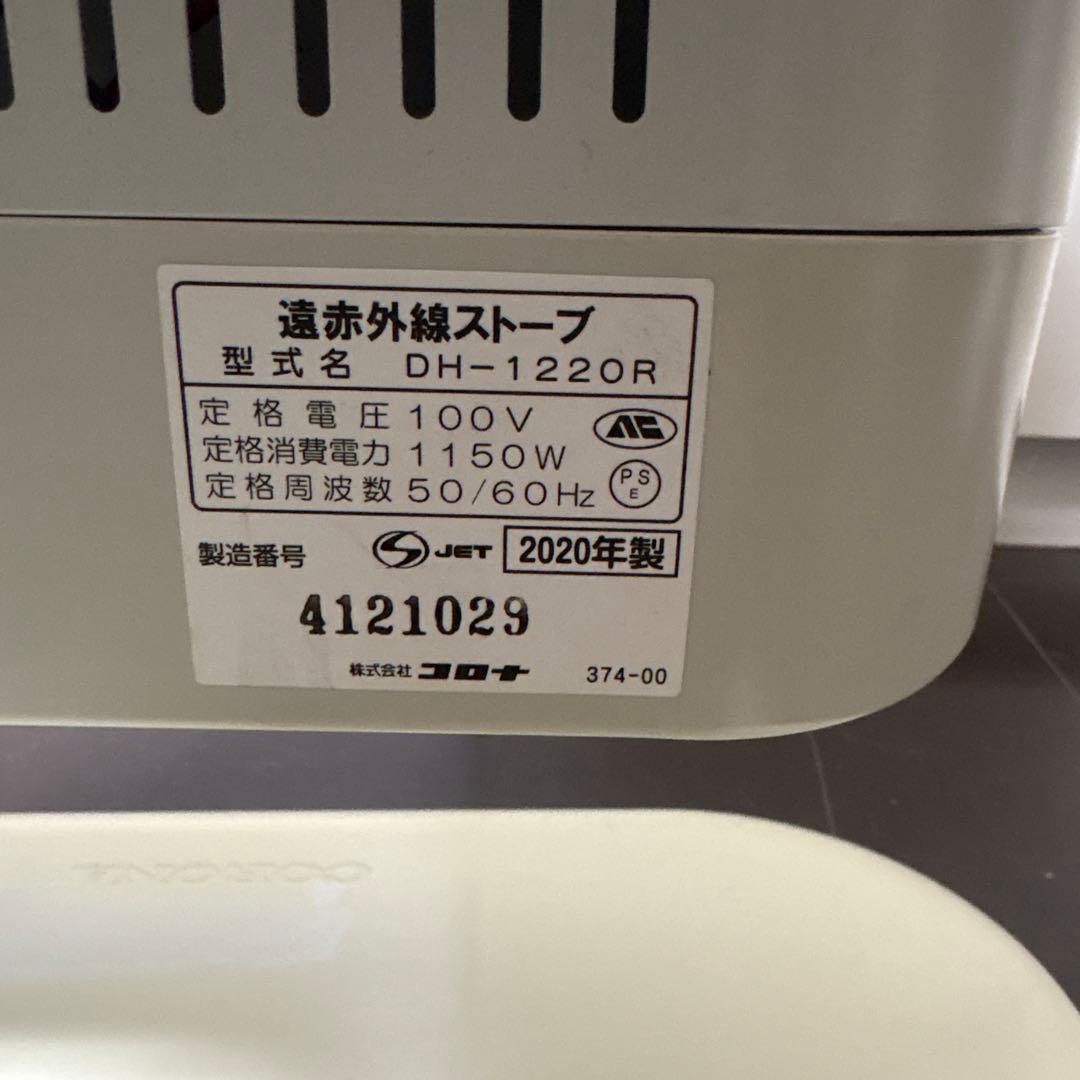 遠赤外線ストーブ
型式名 DH-1220R
定格電圧 100V
定格消費電力 1150W
定格周波数 50/60Hz
PS
E
製造番号 JET 2020年製
4121029
株式会社 コロナ 374-00
CORONA